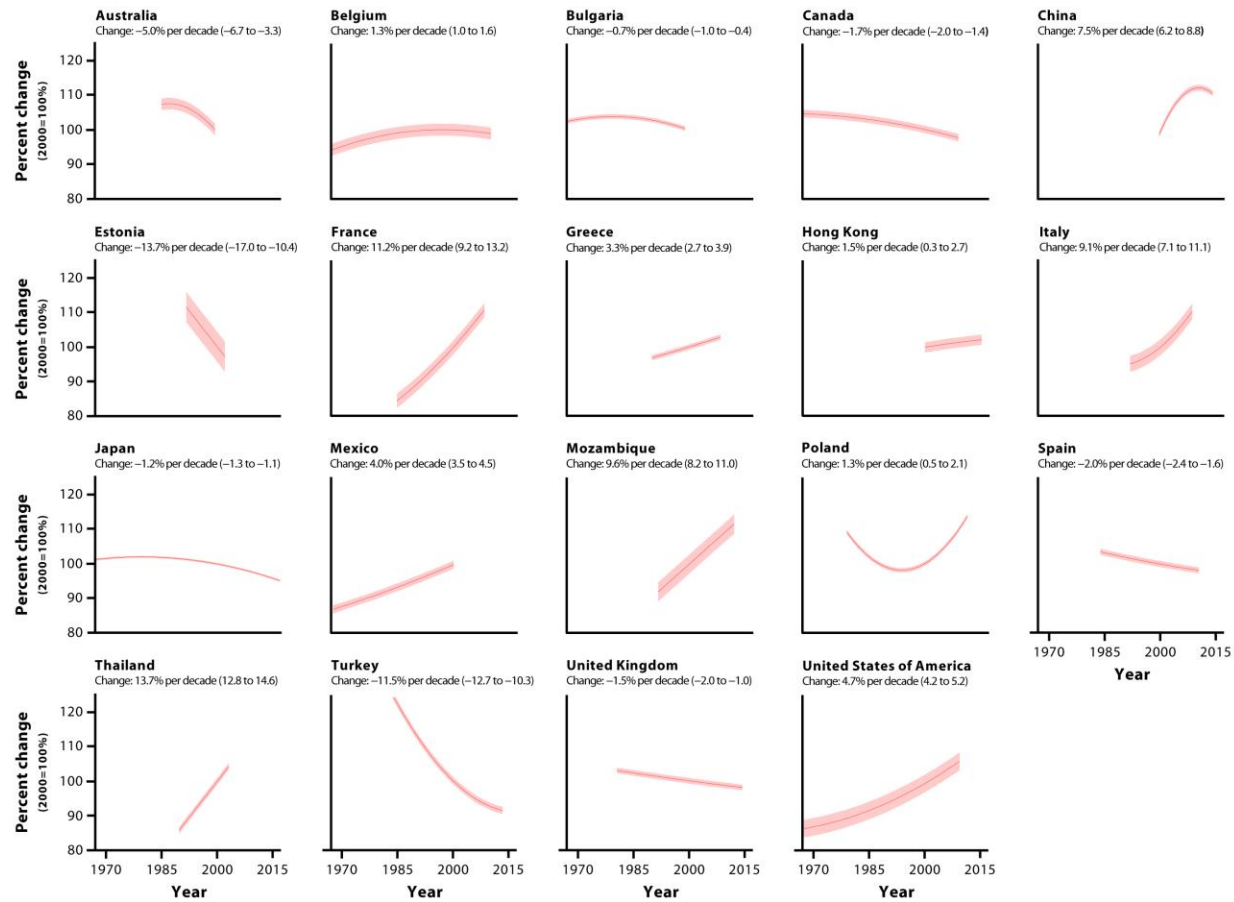 Australia
Change: −5.0% per decade (−6.7 to −3.3)
Belgium
Change: 1.3% per decade (1.0 to 1.6)
Bulgaria
Change: −0.7% per decade (−1.0 to −0.4)
Canada
Change: −1.7% per decade (−2.0 to −1.4)
China
Change: 7.5% per decade (6.2 to 8.8)
Percent change
(2000=100%)
120
110
100
90
80
Estonia
Change: −13.7% per decade (−17.0 to −10.4)
France
Change: 11.2% per decade (9.2 to 13.2)
Greece
Change: 3.3% per decade (2.7 to 3.9)
Hong Kong
Change: 1.5% per decade (0.3 to 2.7)
Italy
Change: 9.1% per decade (7.1 to 11.1)
Percent change
(2000=100%)
120
110
100
90
80
Japan
Change: −1.2% per decade (−1.3 to −1.1)
Mexico
Change: 4.0% per decade (3.5 to 4.5)
Mozambique
Change: 9.6% per decade (8.2 to 11.0)
Poland
Change: 1.3% per decade (0.5 to 2.1)
Spain
Change: −2.0% per decade (−2.4 to −1.6)
Percent change
(2000=100%)
120
110
100
90
80
1970 1985 2000 2015
Year
Thailand
Change: 13.7% per decade (12.8 to 14.6)
Turkey
Change: −11.5% per decade (−12.7 to −10.3)
United Kingdom
Change: −1.5% per decade (−2.0 to −1.0)
United States of America
Change: 4.7% per decade (4.2 to 5.2)
Percent change
(2000=100%)
120
110
100
90
80
1970 1985 2000 2015
Year
1970 1985 2000 2015
Year
1970 1985 2000 2015
Year
1970 1985 2000 2015
Year